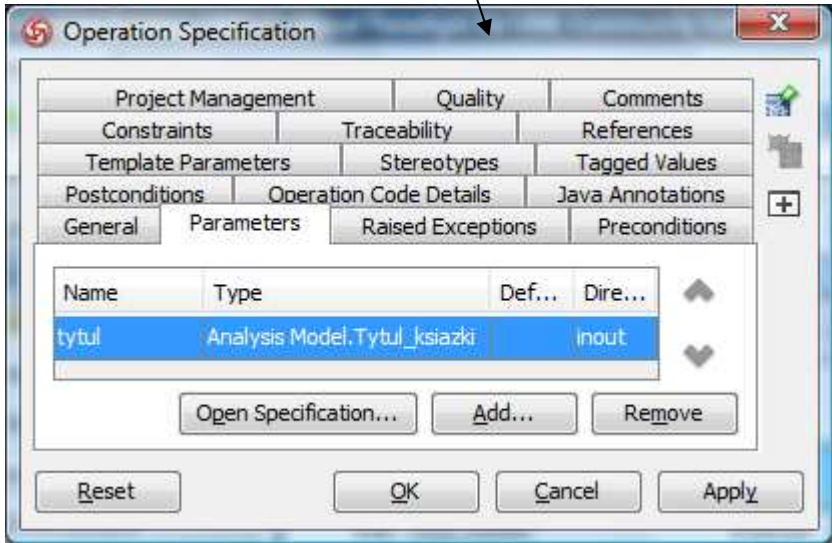 Operation Specification
Project Management Quality Comments
Constraints Traceability References
Template Parameters Stereotypes Tagged Values
Postconditions Operation Code Details Java Annotations
General Parameters Raised Exceptions Preconditions
Name Type Def... Dire...
tytul Analysis Model.Tytul_ksiazki inout
Open Specification... Add... Remove
Reset OK Cancel Apply